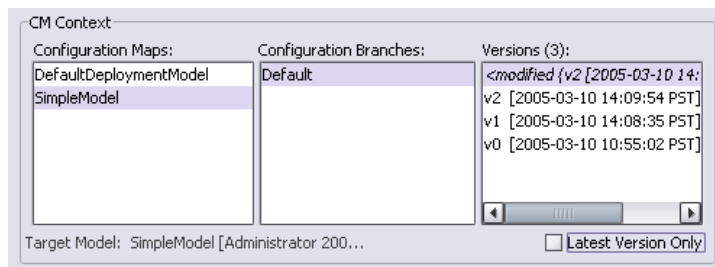 CM Context
Configuration Maps:
DefaultDeploymentModel
SimpleModel
Configuration Branches:
Default
Versions (3):
<modified {v2 [2005-03-10 14:
v2 [2005-03-10 14:09:54 PST]
v1 [2005-03-10 14:08:35 PST]
v0 [2005-03-10 10:55:02 PST]
Target Model: SimpleModel [Administrator 200...
Latest Version Only